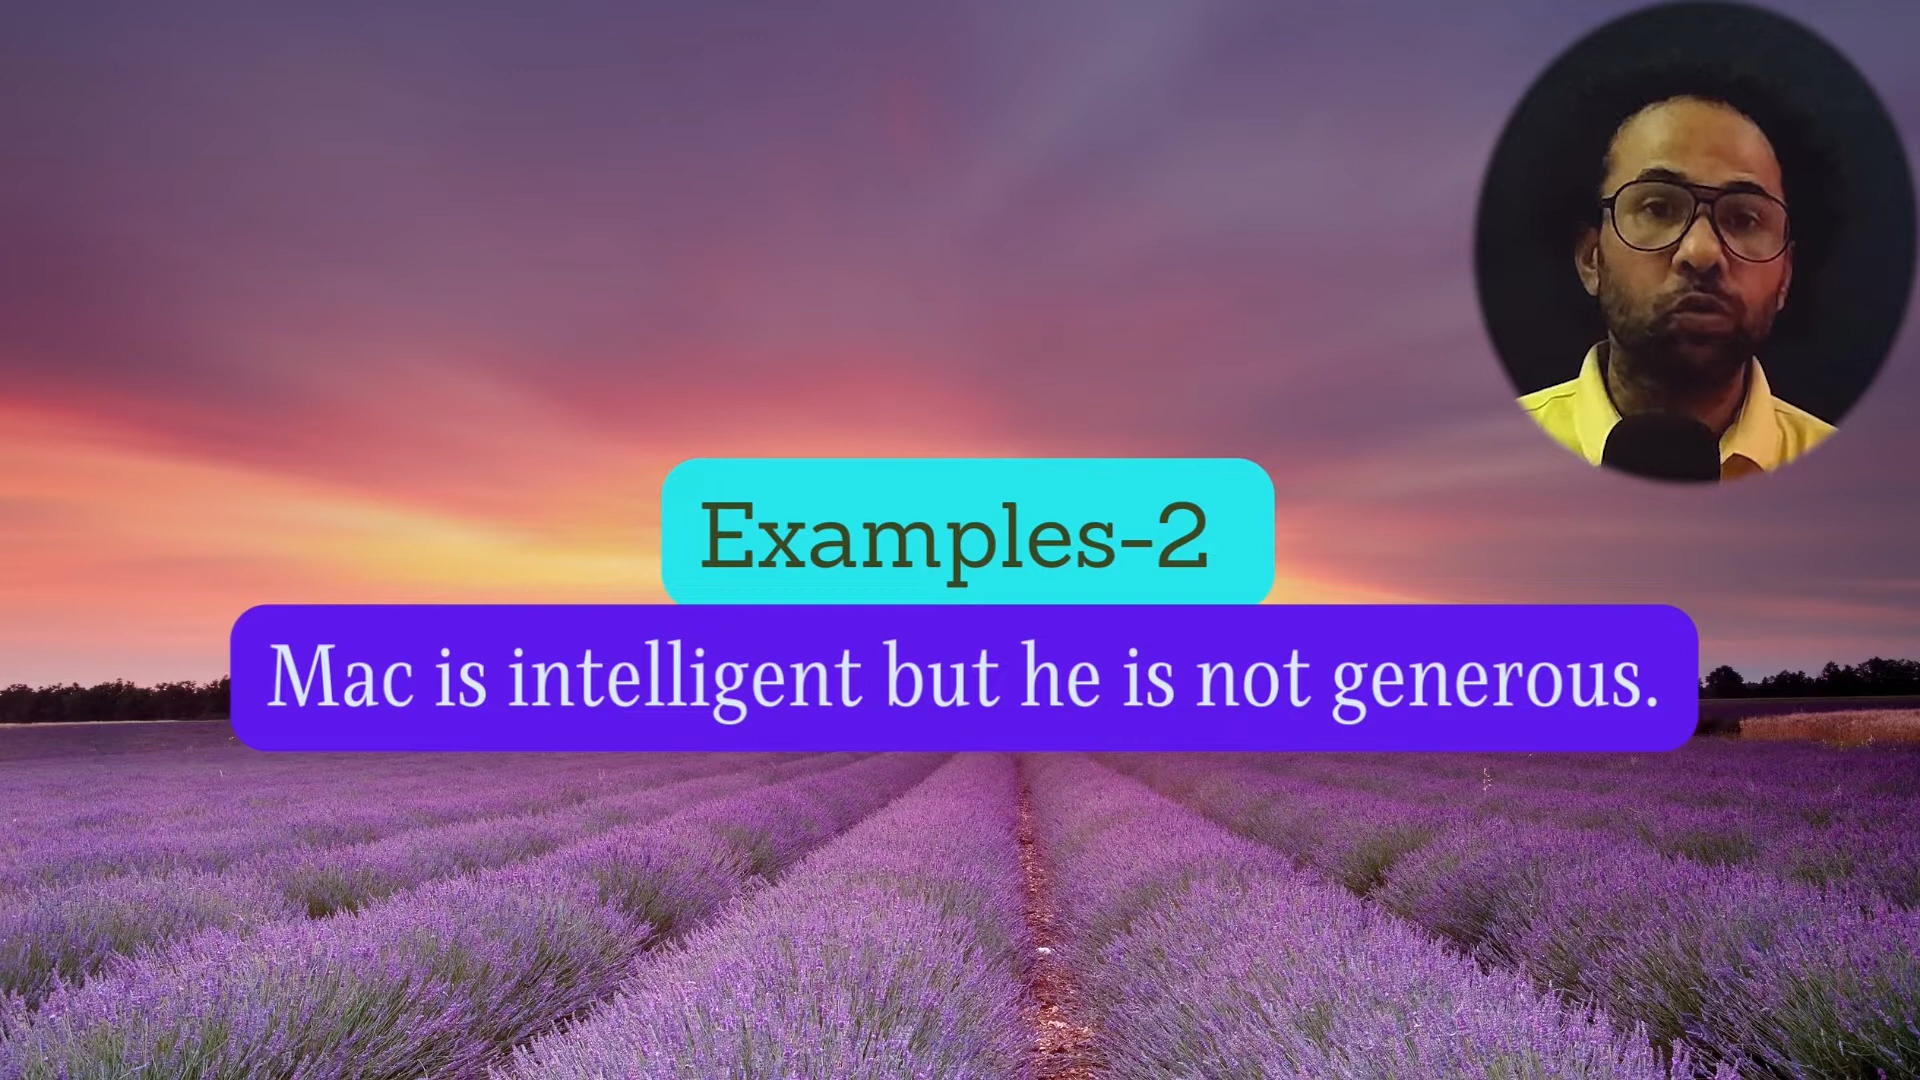 Examples-2
Mac is intelligent but he is not generous.